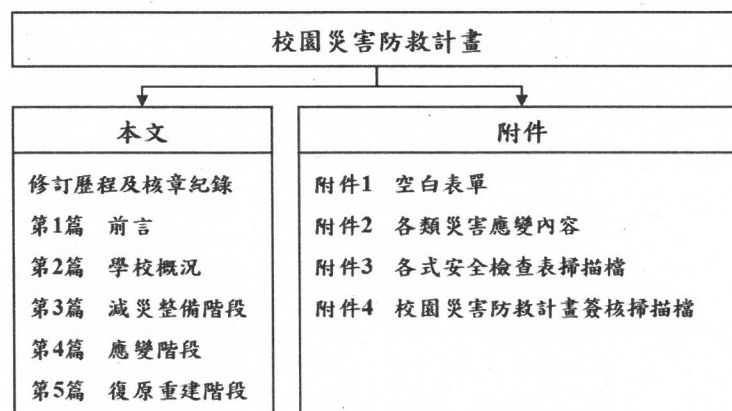 校園災害防救計畫
本文
修訂歷程及核章紀錄
第1篇 前言
第2篇 學校概況
第3篇 減災整備階段
第4篇 應變階段
第5篇 復原重建階段
附件
附件1 空白表單
附件2 各類災害應變內容
附件3 各式安全檢查表掃描檔
附件4 校園災害防救計畫簽核掃描檔